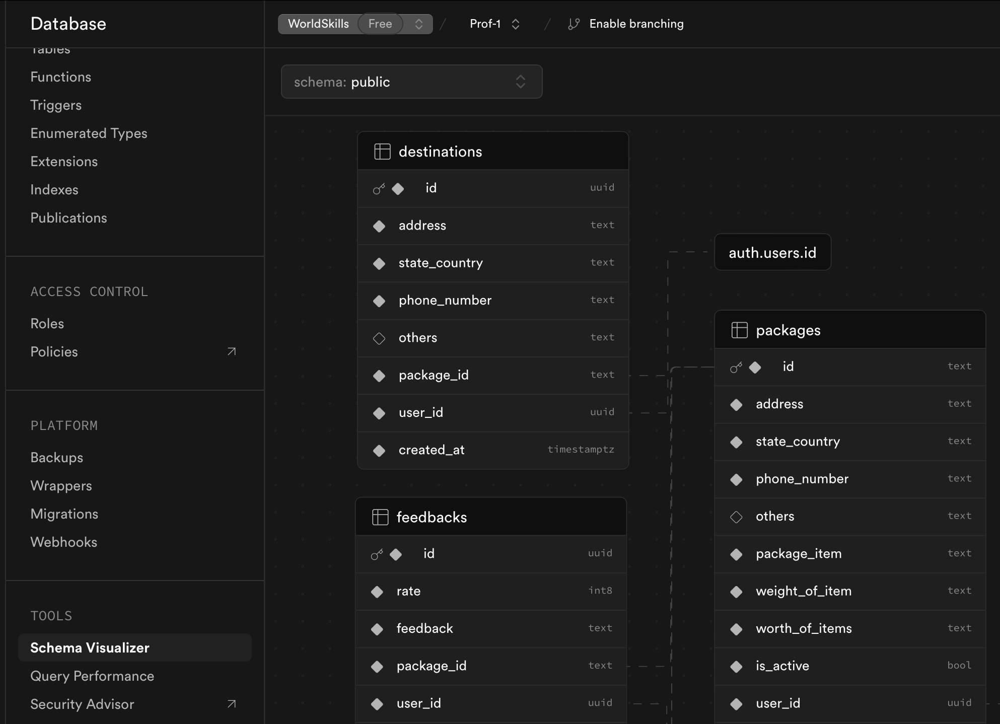 Database
WorldSkills Free / Prof-1 / Enable branching
Tables
Functions
Triggers
Enumerated Types
Extensions
Indexes
Publications
ACCESS CONTROL
Roles
Policies
PLATFORM
Backups
Wrappers
Migrations
Webhooks
TOOLS
Schema Visualizer
Query Performance
Security Advisor
schema: public
destinations
id uuid
address text
state_country text
phone_number text
others text
package_id text
user_id uuid
created_at timestamptz
feedbacks
id uuid
rate int8
feedback text
package_id text
user_id uuid
auth.users.id
packages
id text
address text
state_country text
phone_number text
others text
package_item text
weight_of_item text
worth_of_items text
is_active bool
user_id uuid